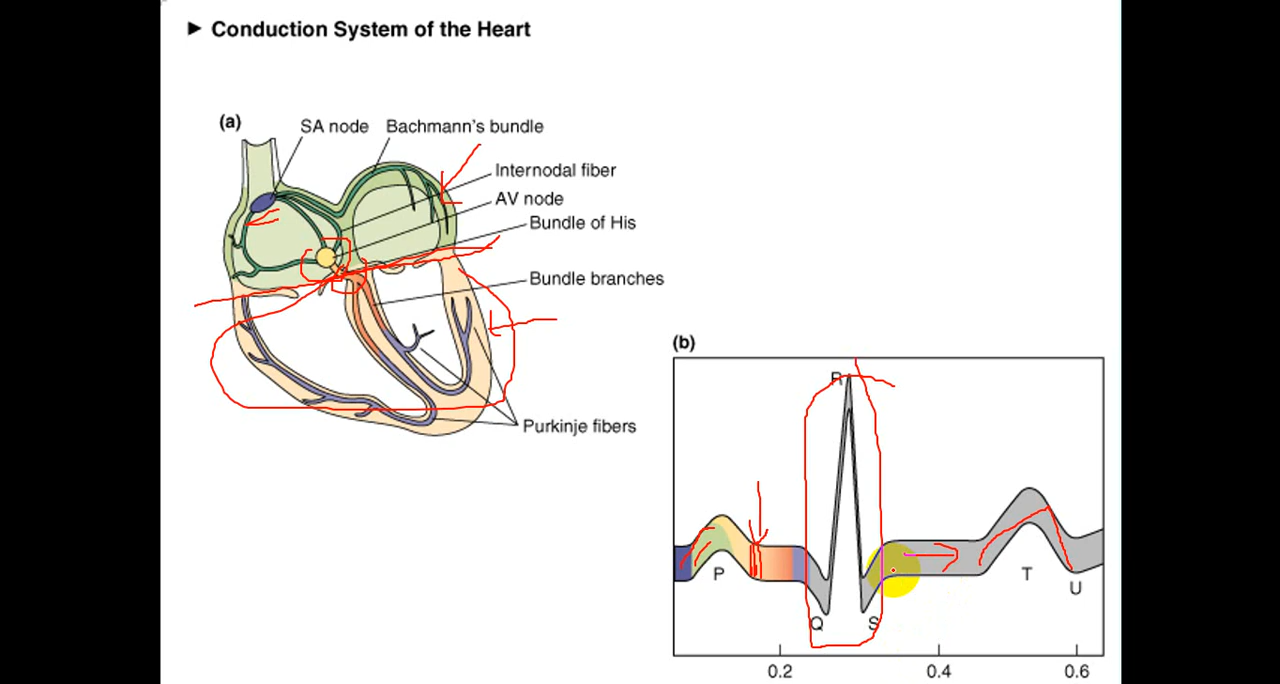 ► Conduction System of the Heart
(a)
SA node
Bachmann's bundle
Internodal fiber
AV node
Bundle of His
Bundle branches
Purkinje fibers
(b)
R
P
T
U
Q
S
0.2
0.4
0.6